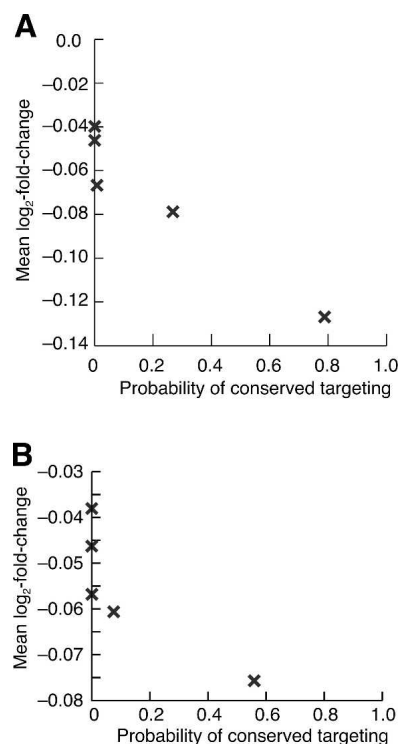 A
0.0
–0.02
–0.04
–0.06
–0.08
–0.10
–0.12
–0.14
Mean log₂-fold-change
0 0.2 0.4 0.6 0.8 1.0
Probability of conserved targeting
B
–0.03
–0.04
–0.05
–0.06
–0.07
–0.08
Mean log₂-fold-change
0 0.2 0.4 0.6 0.8 1.0
Probability of conserved targeting